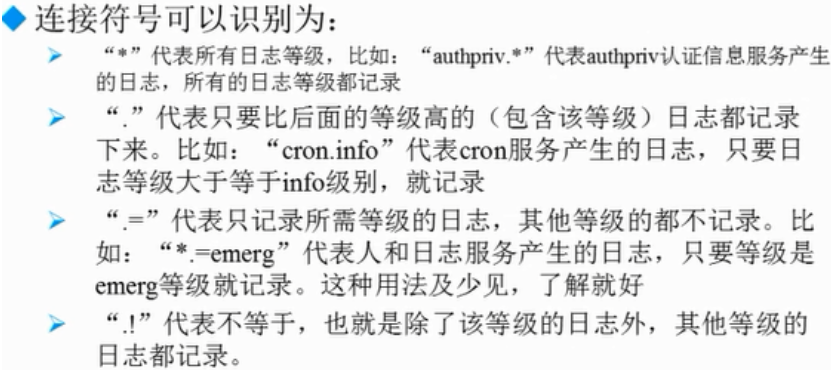 连接符号可以识别为：
“*”代表所有日志等级，比如：“authpriv.*”代表authpriv认证信息服务产生
的日志，所有的日志等级都记录
“.”代表只要比后面的等级高的（包含该等级）日志都记录
下来。比如：“cron.info”代表cron服务产生的日志，只要日
志等级大于等于info级别，就记录
“.=”代表只记录所需等级的日志，其他等级的都不记录。比
如：“*.=emerg”代表人和日志服务产生的日志，只要等级是
emerg等级就记录。这种用法及少见，了解就好
“.!”代表不等于，也就是除了该等级的日志外，其他等级的
日志都记录。